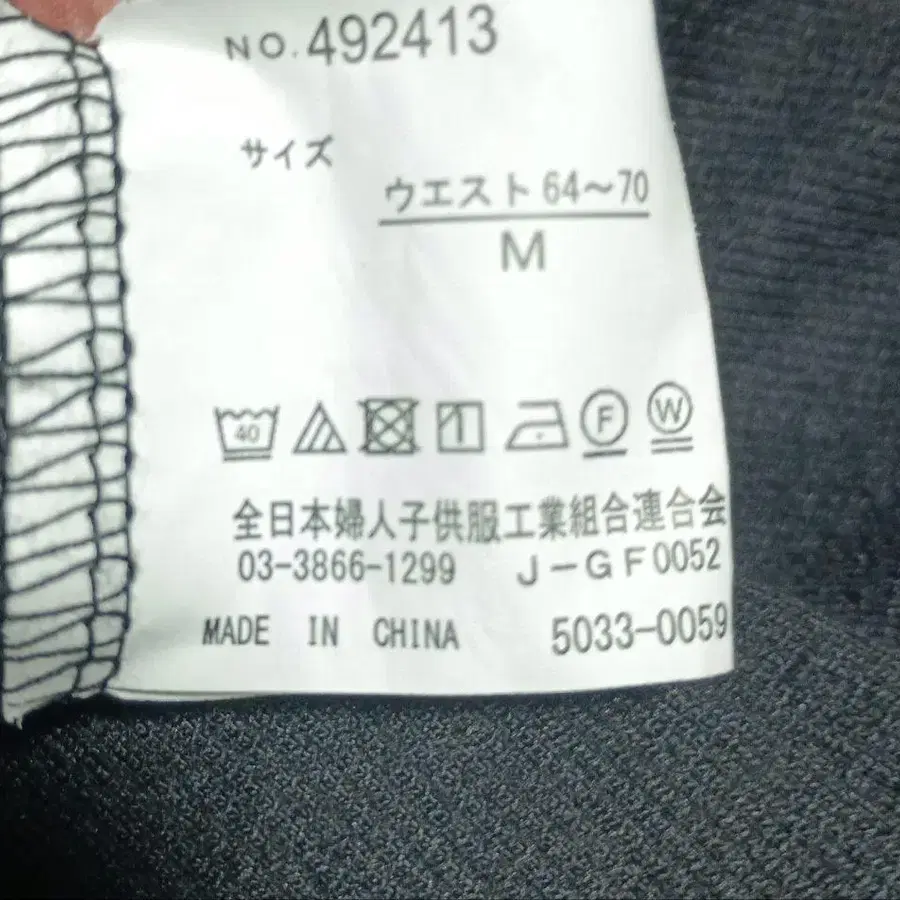 NO.492413
サイズ
ウエスト64～70
M
40 F W
全日本婦人子供服工業組合連合会
03-3866-1299 J-GF0052
MADE IN CHINA 5033-0059